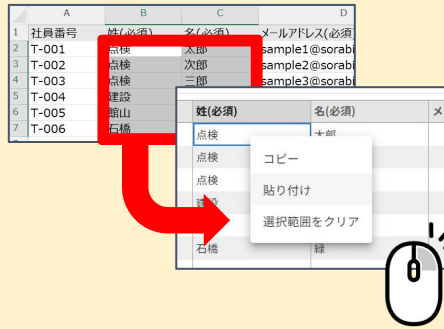 A B C D
1 社員番号 姓(必須) 名(必須) メールアドレス(必須
2 T-001 点検 太郎 sample1@sorabi
3 T-002 点検 次郎 sample2@sorabi
4 T-003 点検 三郎 sample3@sorabi
5 T-004 建設
6 T-005 館山
7 T-006 石橋
姓(必須) 名(必須) メ
点検 太郎
点検
点検
石橋 緑
コピー
貼り付け
選択範囲をクリア